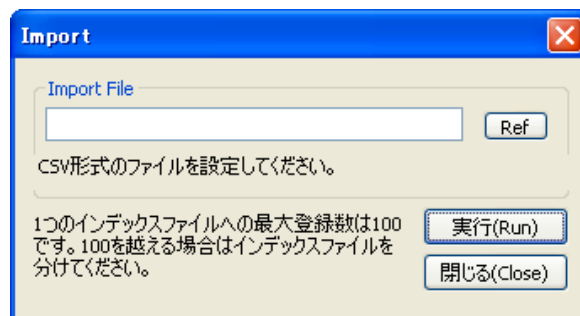 Import
Import File
Ref
CSV形式のファイルを設定してください。
1つのインデックスファイルへの最大登録数は100
です。100を越える場合はインデックスファイルを
分けてください。
実行(Run)
閉じる(Close)